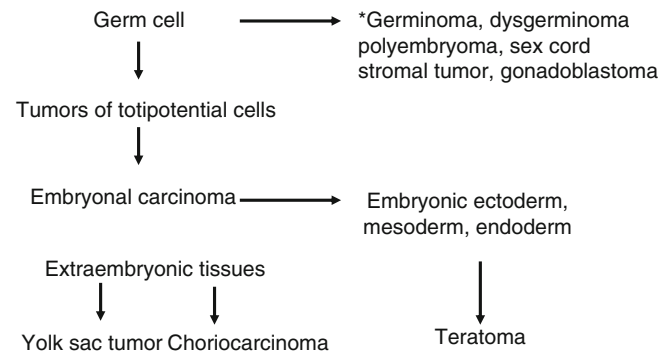 Germ cell
*Germinoma, dysgerminoma
polyembryoma, sex cord
stromal tumor, gonadoblastoma
Tumors of totipotential cells
Embryonal carcinoma
Embryonic ectoderm,
mesoderm, endoderm
Extraembryonic tissues
Yolk sac tumor Choriocarcinoma
Teratoma